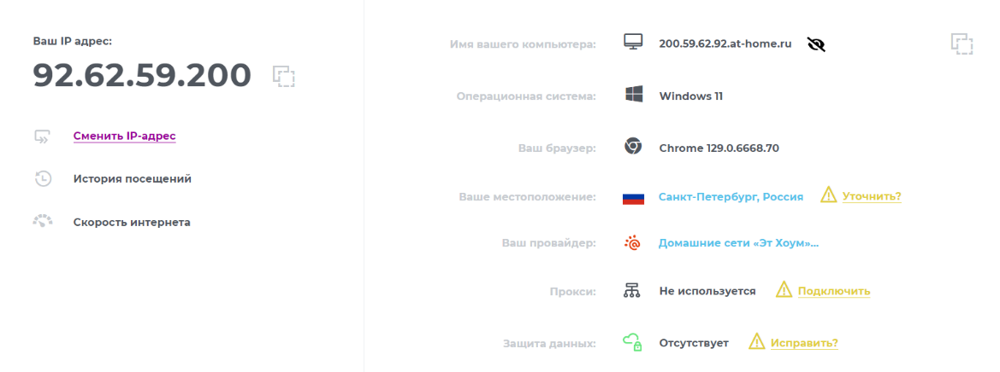 Ваш IP адрес:
92.62.59.200
Сменить IP-адрес
История посещений
Скорость интернета
Имя вашего компьютера: 200.59.62.92.at-home.ru
Операционная система: Windows 11
Ваш браузер: Chrome 129.0.6668.70
Ваше местоположение: Санкт-Петербург, Россия Уточнить?
Ваш провайдер: Домашние сети «Эт Хоум»...
Прокси: Не используется Подключить
Защита данных: Отсутствует Исправить?